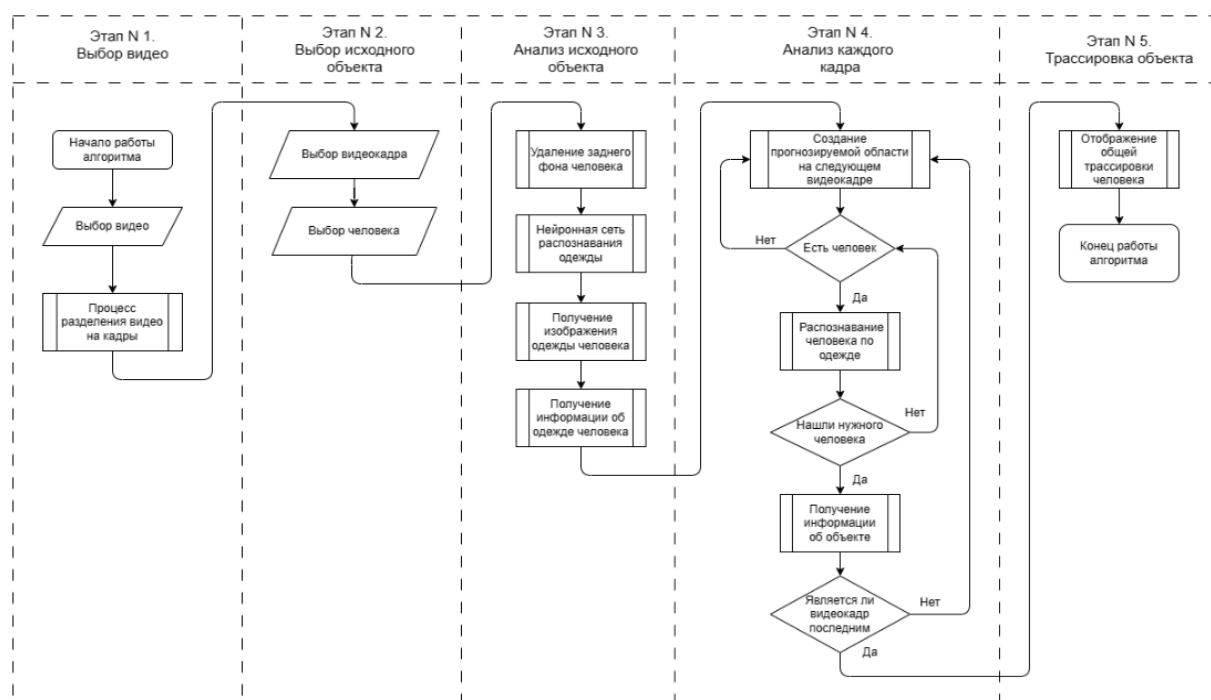 Этап N 1.
Выбор видео
Этап N 2.
Выбор исходного
объекта
Этап N 3.
Анализ исходного
объекта
Этап N 4.
Анализ каждого
кадра
Этап N 5.
Трассировка объекта
Начало работы
алгоритма
Выбор видео
Процесс
разделения видео
на кадры
Выбор видеокадра
Выбор человека
Удаление заднего
фона человека
Нейронная сеть
распознавания
одежды
Получение
изображения
одежды человека
Получение
информации об
одежде человека
Создание
прогнозируемой области
на следующем
видеокадре
Нет
Есть человек
Да
Распознавание
человека по
одежде
Нет
Нашли нужного
человека
Да
Получение
информации
об объекте
Является ли
видеокадр
последним
Нет
Да
Отображение
общей
трассировки
человека
Конец работы
алгоритма